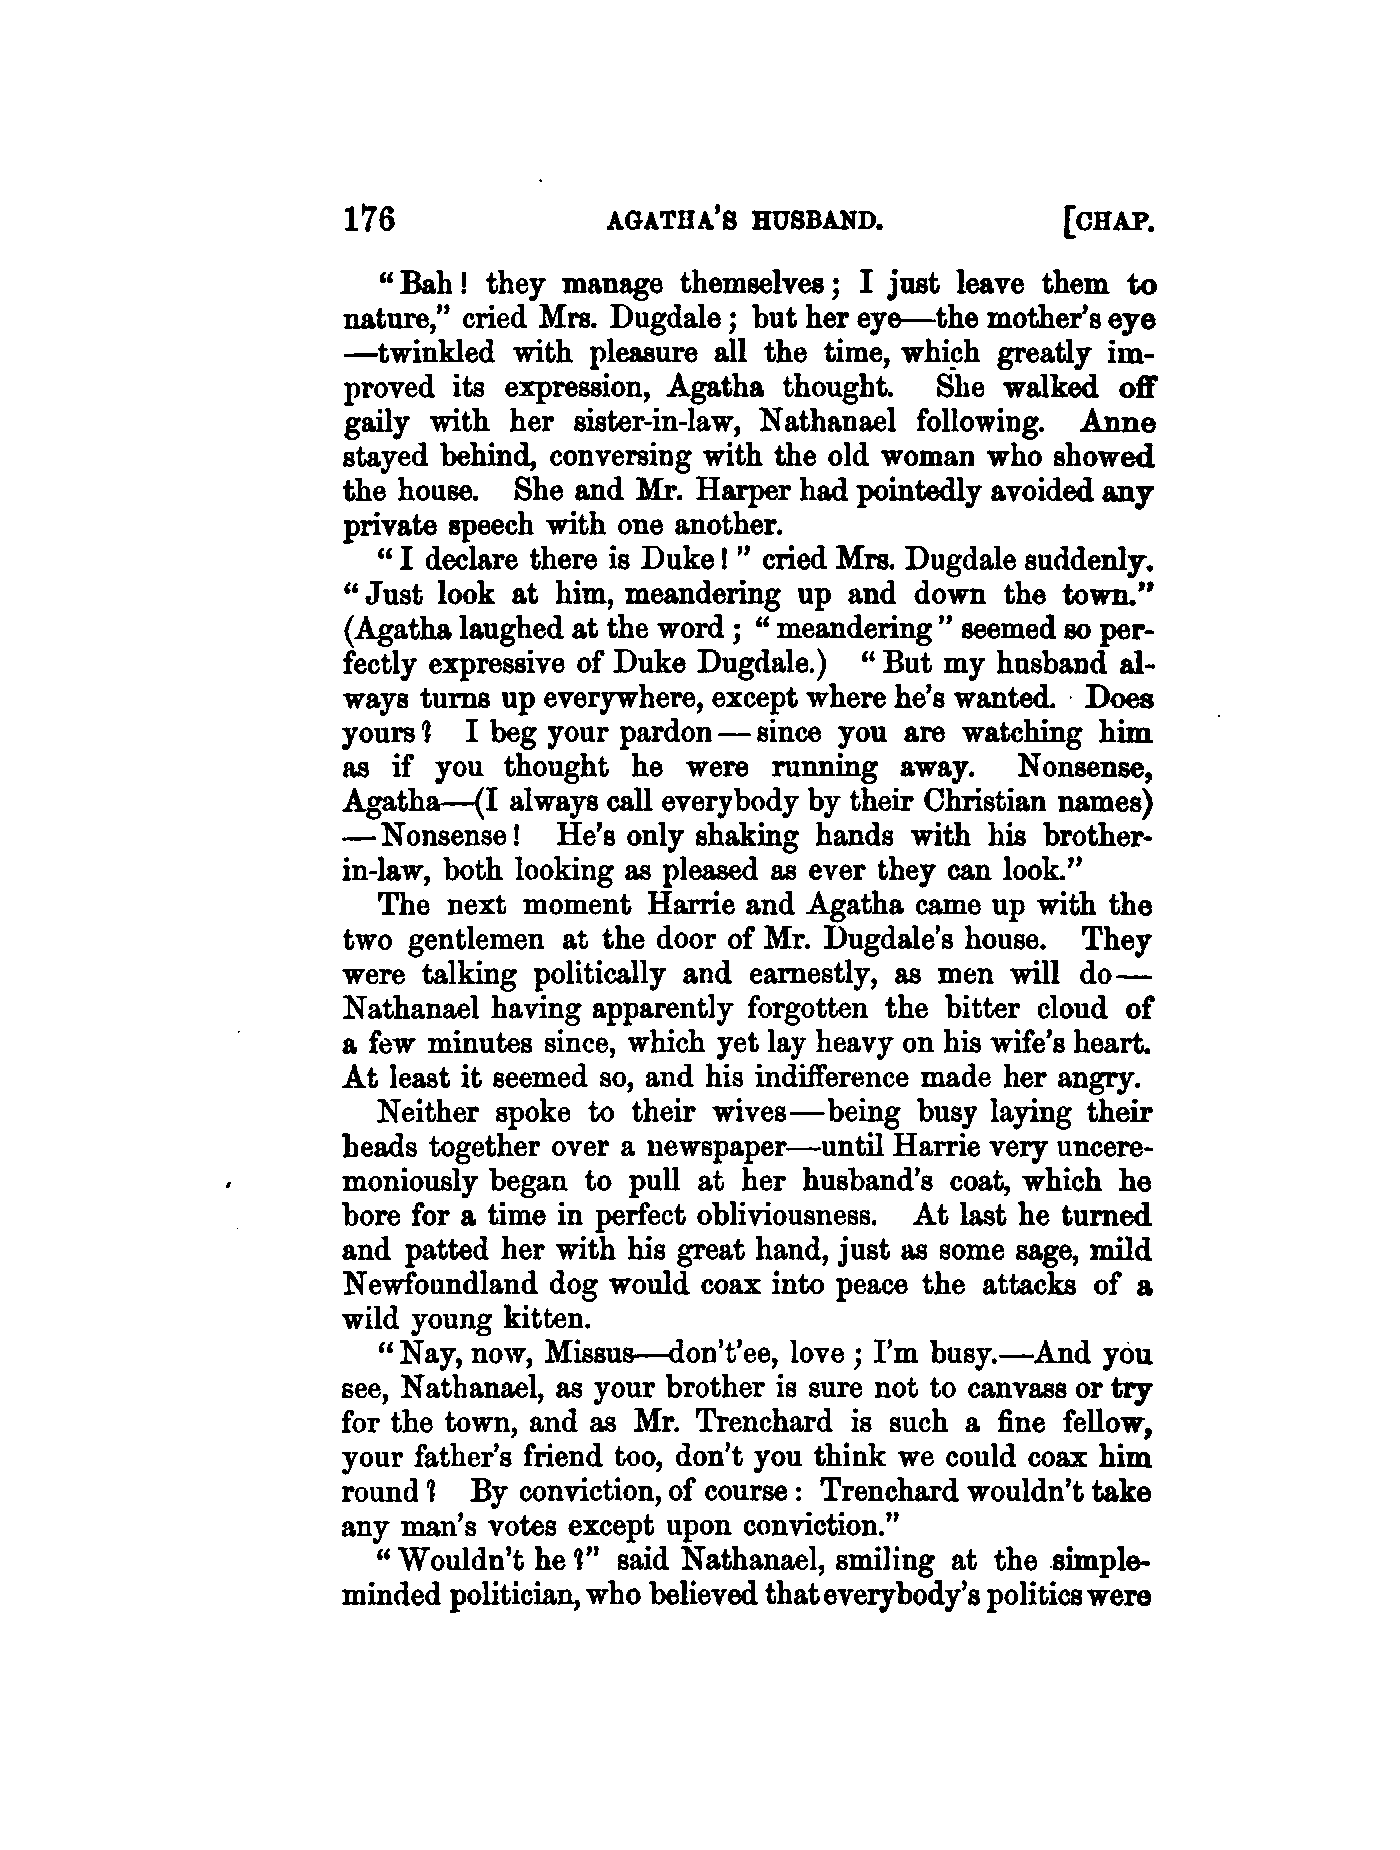 176 AGATHA'S HUSBAND. [CHAP.
"Bah! they manage themselves; I just leave them to
nature," cried Mrs. Dugdale; but her eye—the mother's eye
—twinkled with pleasure all the time, which greatly im-
proved its expression, Agatha thought. She walked off
gaily with her sister-in-law, Nathanael following. Anne
stayed behind, conversing with the old woman who showed
the house. She and Mr. Harper had pointedly avoided any
private speech with one another.
"I declare there is Duke!" cried Mrs. Dugdale suddenly.
"Just look at him, meandering up and down the town."
(Agatha laughed at the word; "meandering" seemed so per-
fectly expressive of Duke Dugdale.) "But my husband al-
ways turns up everywhere, except where he's wanted. Does
yours? I beg your pardon—since you are watching him
as if you thought he were running away. Nonsense,
Agatha—(I always call everybody by their Christian names)
—Nonsense! He's only shaking hands with his brother-
in-law, both looking as pleased as ever they can look."
The next moment Harrie and Agatha came up with the
two gentlemen at the door of Mr. Dugdale's house. They
were talking politically and earnestly, as men will do—
Nathanael having apparently forgotten the bitter cloud of
a few minutes since, which yet lay heavy on his wife's heart.
At least it seemed so, and his indifference made her angry.
Neither spoke to their wives—being busy laying their
heads together over a newspaper—until Harrie very uncere-
moniously began to pull at her husband's coat, which he
bore for a time in perfect obliviousness. At last he turned
and patted her with his great hand, just as some sage, mild
Newfoundland dog would coax into peace the attacks of a
wild young kitten.
"Nay, now, Missus—don't'ee, love; I'm busy.—And you
see, Nathanael, as your brother is sure not to canvass or try
for the town, and as Mr. Trenchard is such a fine fellow,
your father's friend too, don't you think we could coax him
round? By conviction, of course: Trenchard wouldn't take
any man's votes except upon conviction."
"Wouldn't he?" said Nathanael, smiling at the simple-
minded politician, who believed that everybody's politics were